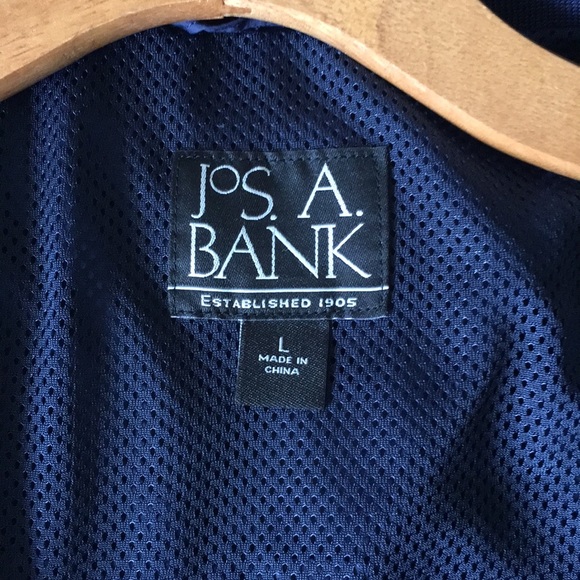 JoS. A.
BANK
ESTABLISHED 1905
L
MADE IN
CHINA